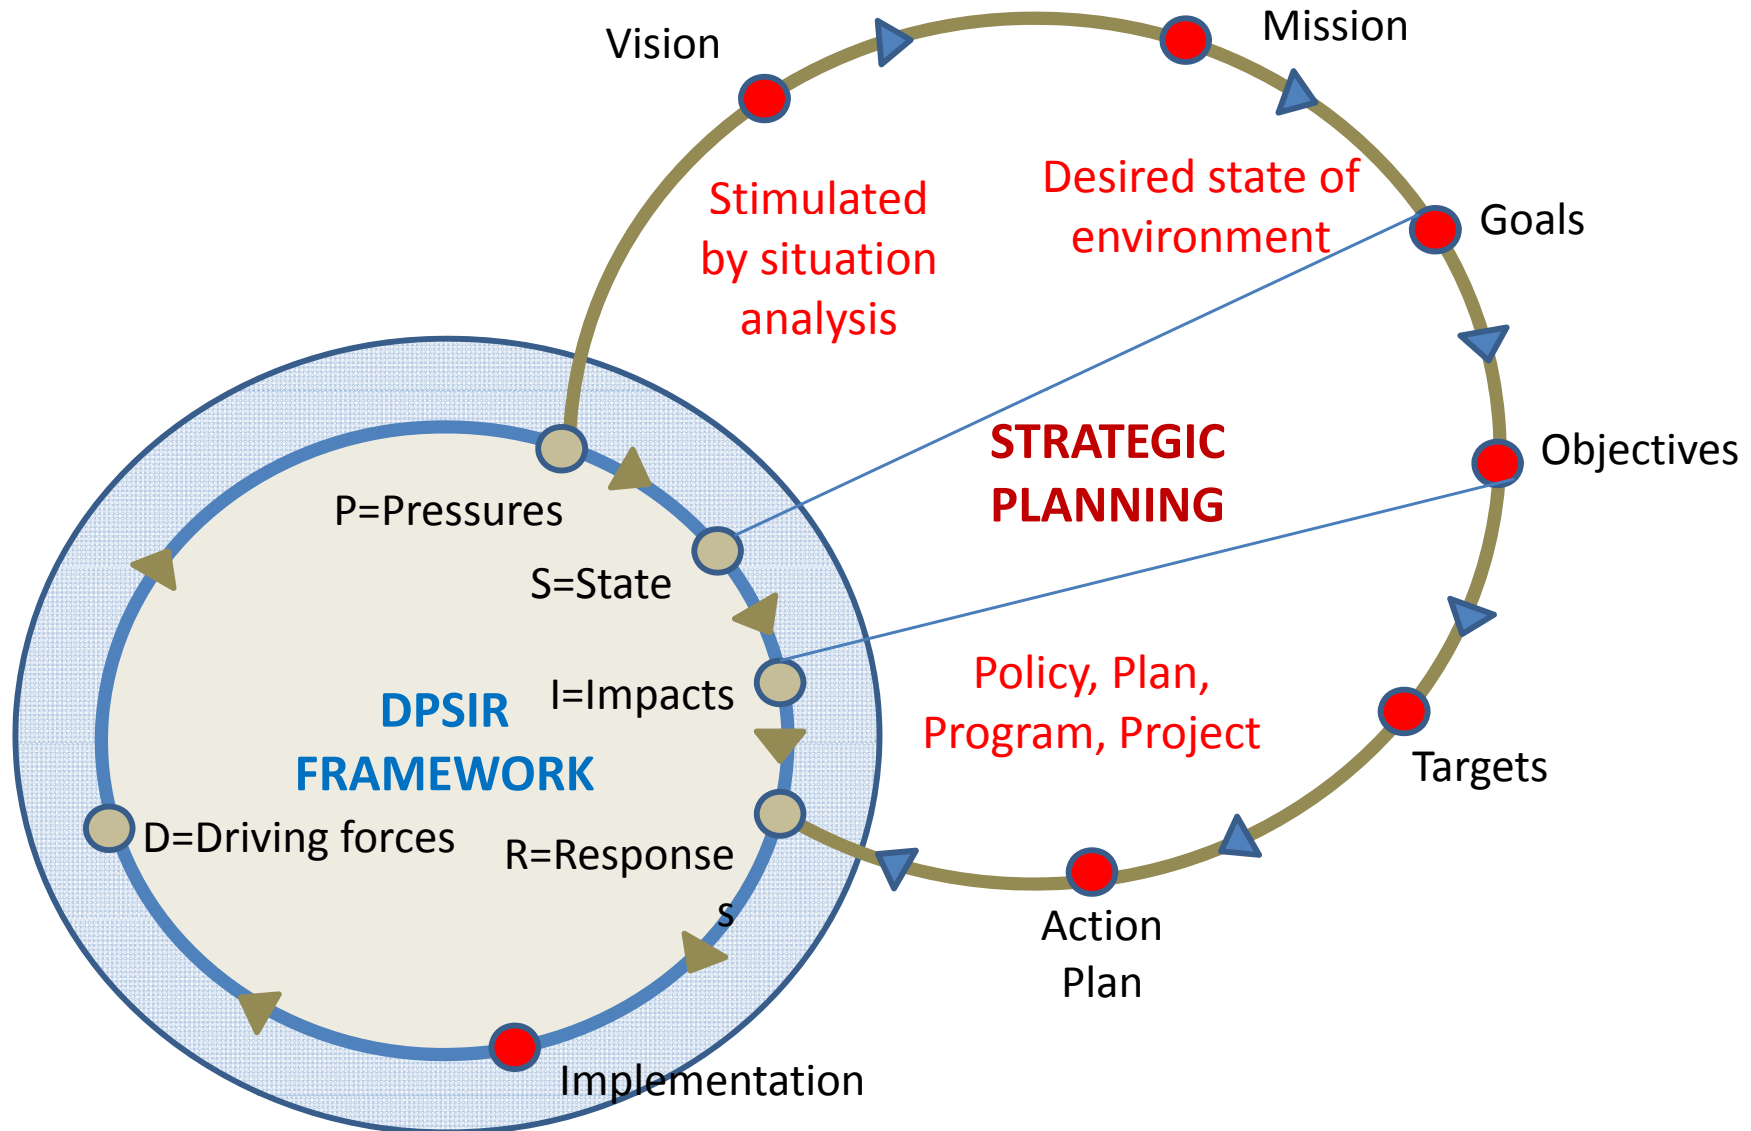 Vision
Mission
Stimulated
by situation
analysis
Desired state of
environment
Goals
STRATEGIC
PLANNING
Objectives
P=Pressures
S=State
I=Impacts
DPSIR
FRAMEWORK
Policy, Plan,
Program, Project
Targets
D=Driving forces
R=Response
s
Action
Plan
Implementation